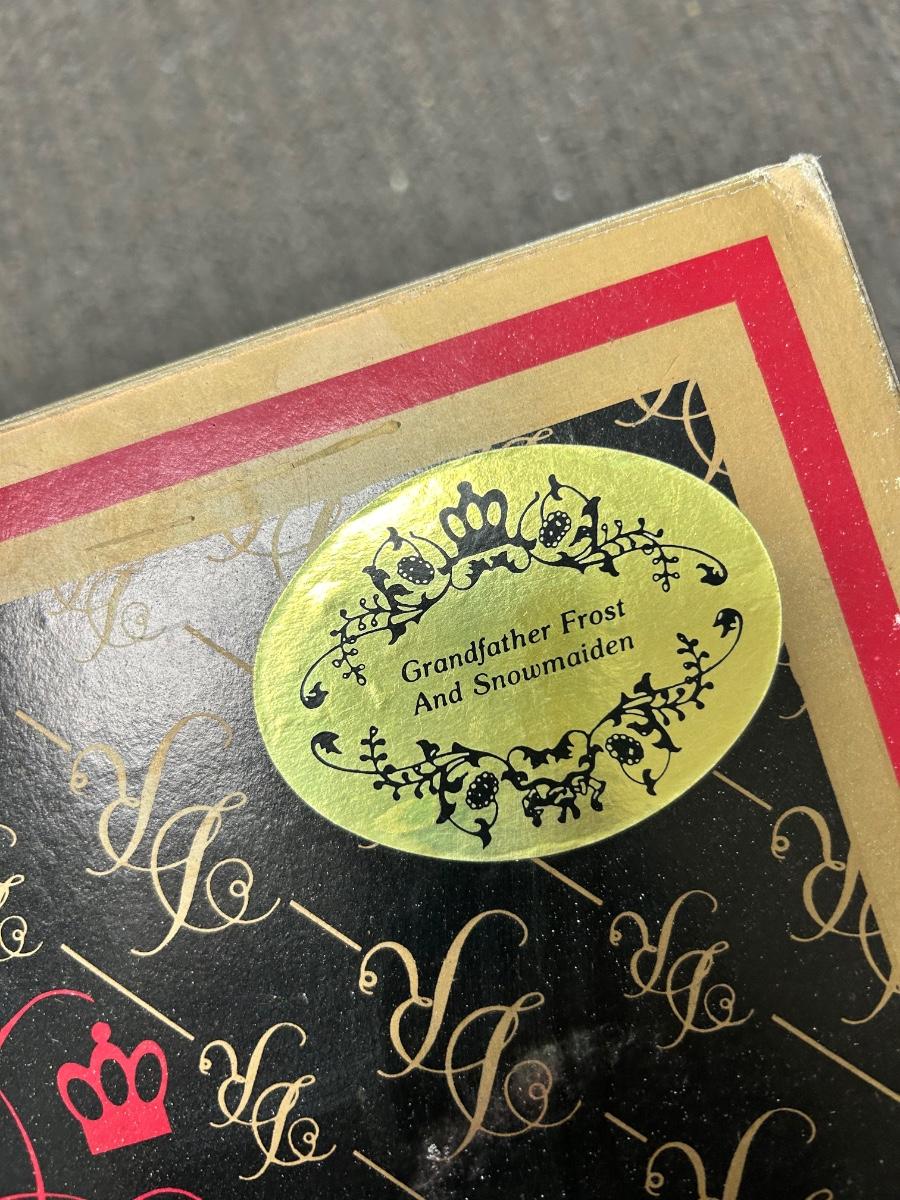 Grandfather Frost
And Snowmaiden